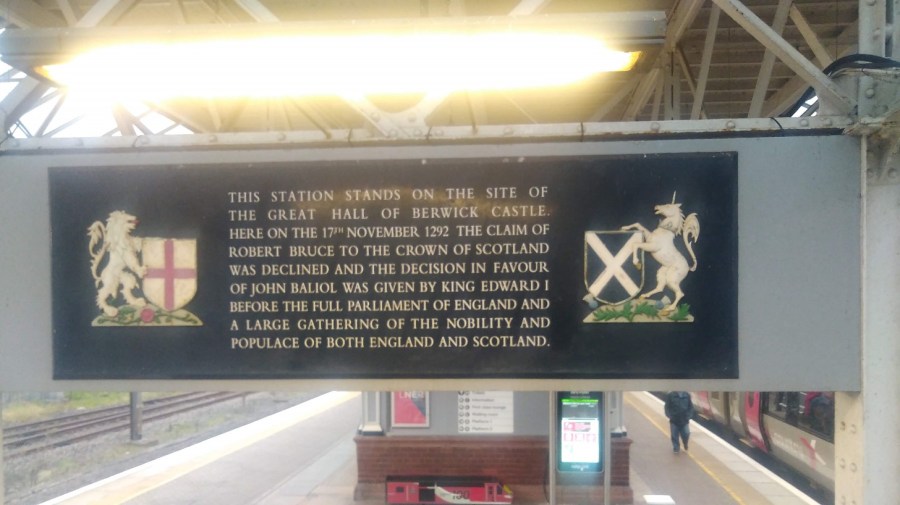 THIS STATION STANDS ON THE SITE OF
THE GREAT HALL OF BERWICK CASTLE.
HERE ON THE 17TH NOVEMBER 1292 THE CLAIM OF
ROBERT BRUCE TO THE CROWN OF SCOTLAND
WAS DECLINED AND THE DECISION IN FAVOUR
OF JOHN BALIOL WAS GIVEN BY KING EDWARD I
BEFORE THE FULL PARLIAMENT OF ENGLAND AND
A LARGE GATHERING OF THE NOBILITY AND
POPULACE OF BOTH ENGLAND AND SCOTLAND.